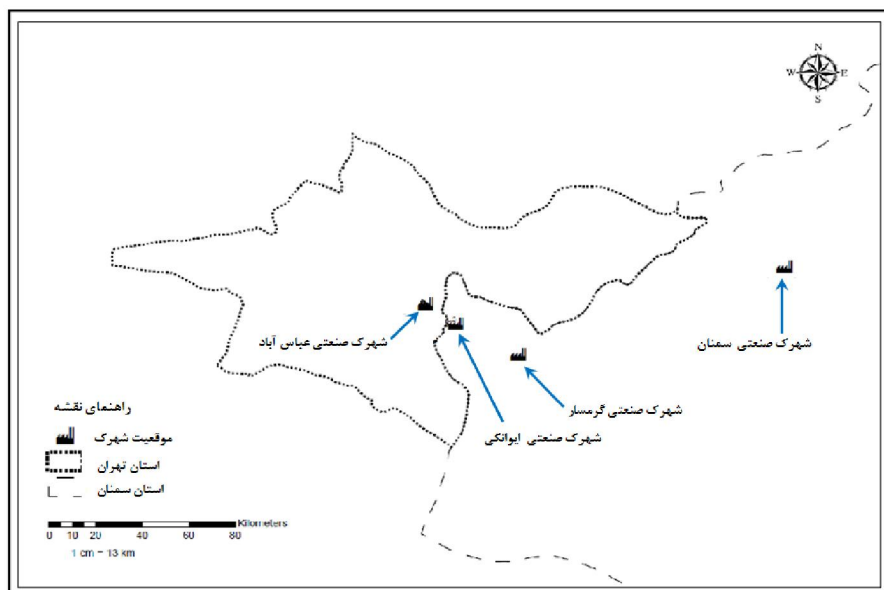 N
W E
S
شهرک صنعتی عباس آباد
شهرک صنعتی سمنان
شهرک صنعتی گرمسار
شهرک صنعتی ایوانکی
راهنمای نقشه
موقعیت شهرک
استان تهران
استان سمنان
Kilometers
0 10 20 40 60 80
1 cm = 13 km